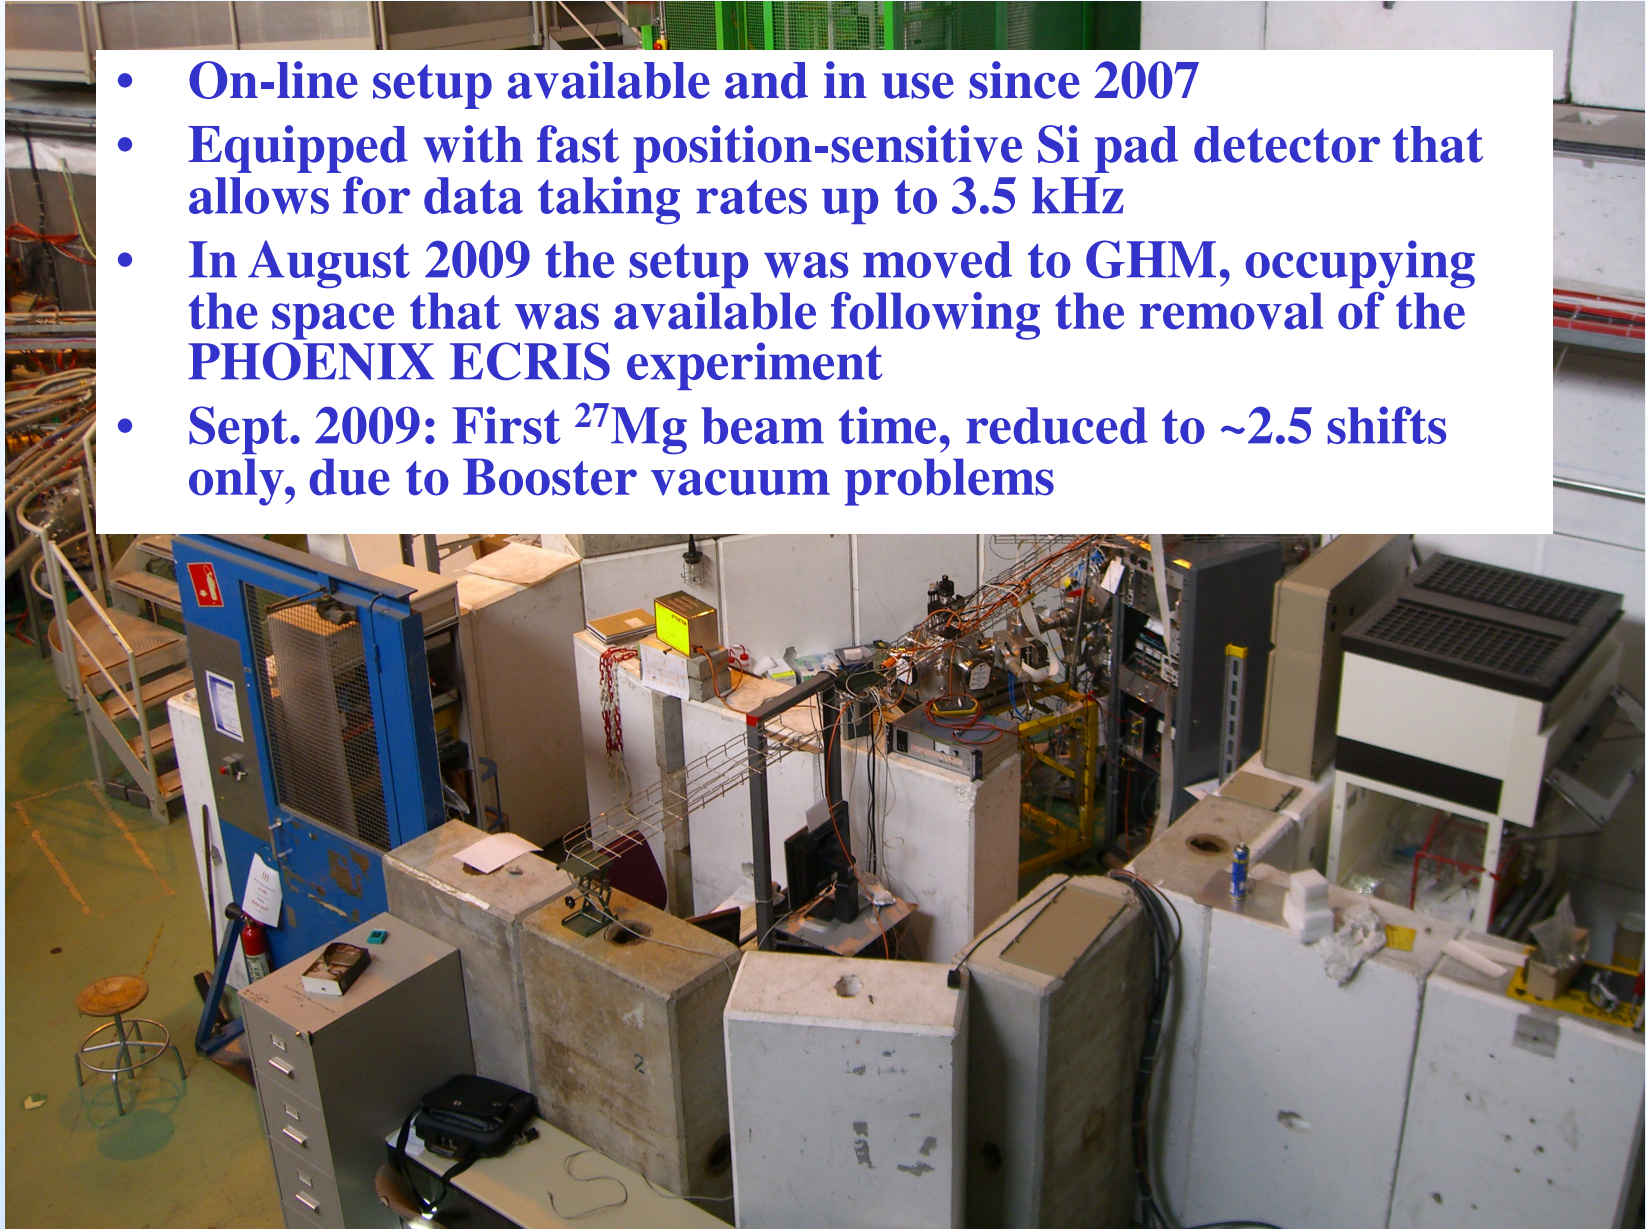 • On-line setup available and in use since 2007
• Equipped with fast position-sensitive Si pad detector that
allows for data taking rates up to 3.5 kHz
• In August 2009 the setup was moved to GHM, occupying
the space that was available following the removal of the
PHOENIX ECRIS experiment
• Sept. 2009: First ²⁷Mg beam time, reduced to ~2.5 shifts
only, due to Booster vacuum problems
2